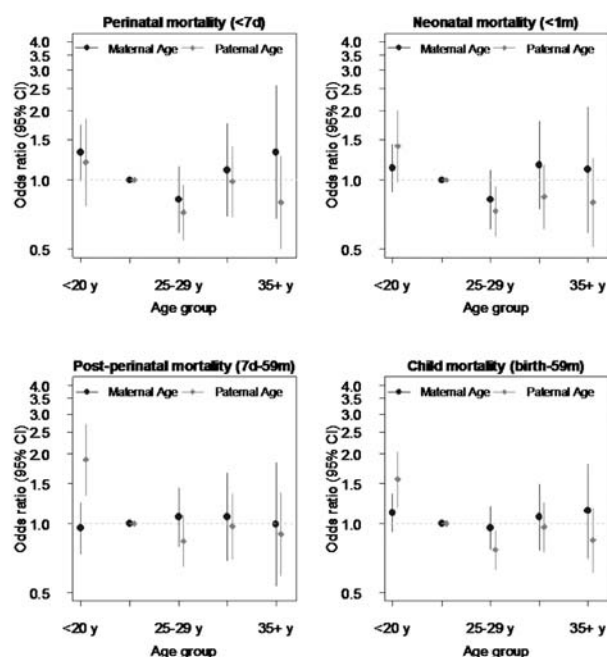 Perinatal mortality (<7d)
Maternal Age Paternal Age
Odds ratio (95% CI)
4.0
3.5
3.0
2.5
2.0
1.5
1.0
0.5
<20 y 25-29 y 35+ y
Age group
Neonatal mortality (<1m)
Maternal Age Paternal Age
Odds ratio (95% CI)
4.0
3.5
3.0
2.5
2.0
1.5
1.0
0.5
<20 y 25-29 y 35+ y
Age group
Post-perinatal mortality (7d-59m)
Maternal Age Paternal Age
Odds ratio (95% CI)
4.0
3.5
3.0
2.5
2.0
1.5
1.0
0.5
<20 y 25-29 y 35+ y
Age group
Child mortality (birth-59m)
Maternal Age Paternal Age
Odds ratio (95% CI)
4.0
3.5
3.0
2.5
2.0
1.5
1.0
0.5
<20 y 25-29 y 35+ y
Age group